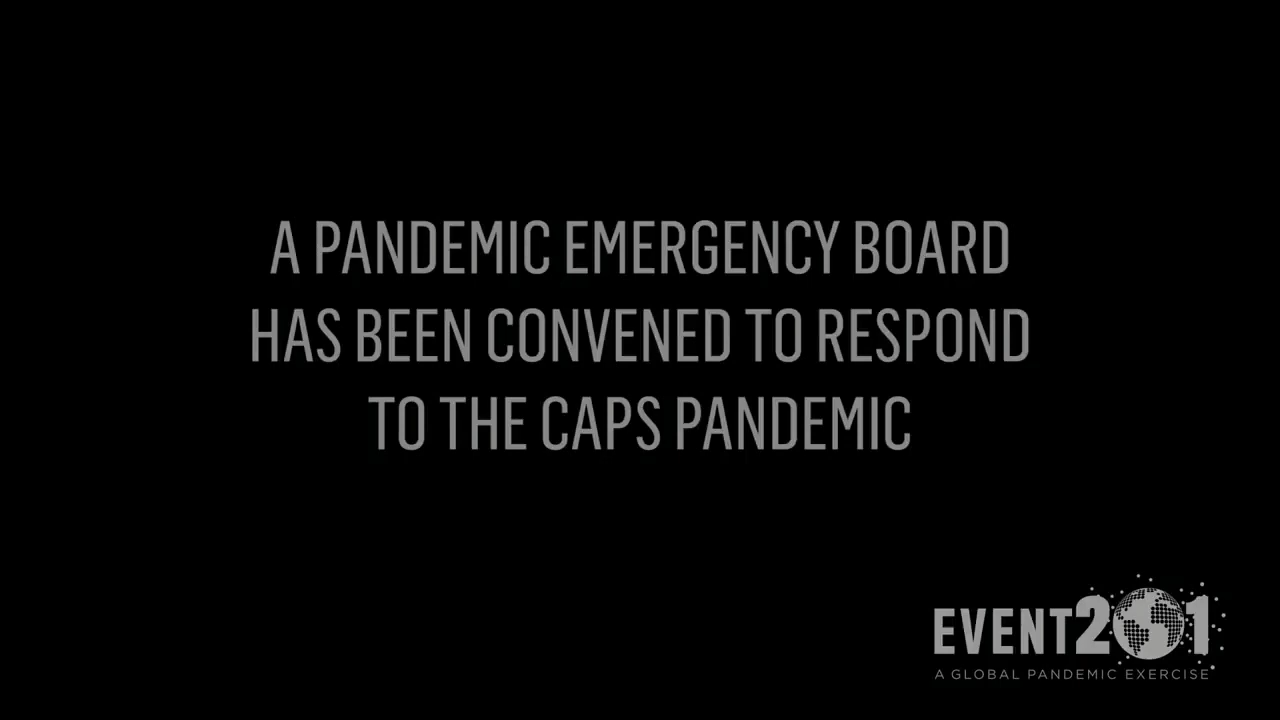 A PANDEMIC EMERGENCY BOARD
HAS BEEN CONVENED TO RESPOND
TO THE CAPS PANDEMIC
EVENT201
A GLOBAL PANDEMIC EXERCISE